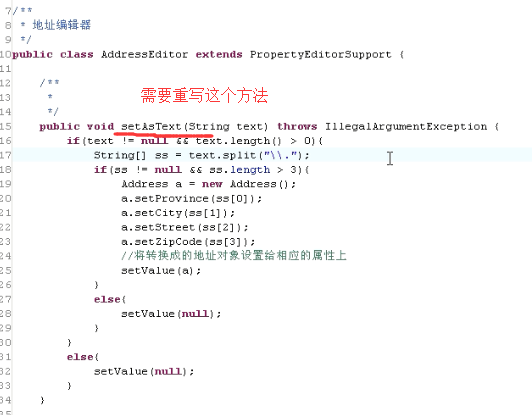 7 /**
8  * 地址编辑器
9  */
10 public class AddressEditor extends PropertyEditorSupport {
11
12     /**
13      *     需要重写这个方法
14      */
15     public void setAsText(String text) throws IllegalArgumentException {
16         if(text != null && text.length() > 0){
17             String[] ss = text.split("\\.");
18             if(ss != null && ss.length > 3){
19                 Address a = new Address();
20                 a.setProvince(ss[0]);
21                 a.setCity(ss[1]);
22                 a.setStreet(ss[2]);
23                 a.setZipCode(ss[3]);
24                 //将转换成的地址对象设置给相应的属性上
25                 setValue(a);
26             }
27             else{
28                 setValue(null);
29             }
30         }
31         else{
32             setValue(null);
33         }
34     }